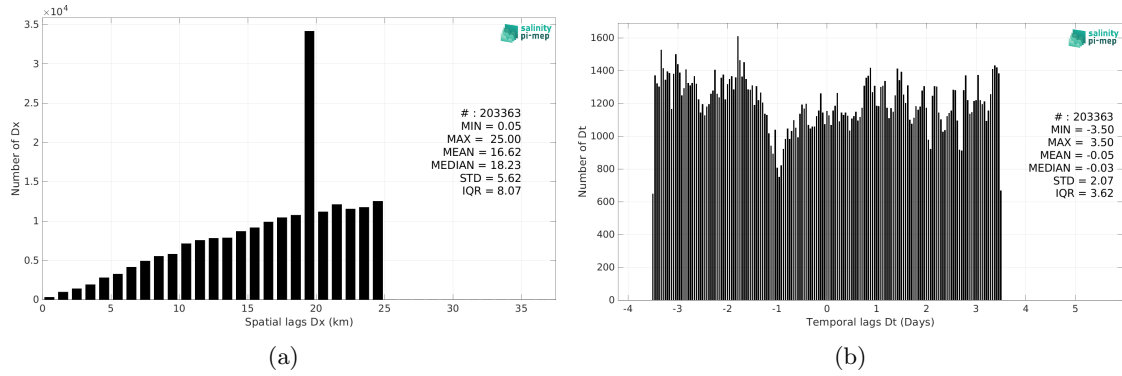 ×10⁴
3.5
3
2.5
2
1.5
1
0.5
0
Number of Dx
0 5 10 15 20 25 30 35
Spatial lags Dx (km)
salinity
pi-mep
# : 203363
MIN = 0.05
MAX = 25.00
MEAN = 16.62
MEDIAN = 18.23
STD = 5.62
IQR = 8.07
(a)
1600
1400
1200
1000
800
600
400
200
0
Number of Dt
-4 -3 -2 -1 0 1 2 3 4 5
Temporal lags Dt (Days)
salinity
pi-mep
# : 203363
MIN = -3.50
MAX = 3.50
MEAN = -0.05
MEDIAN = -0.03
STD = 2.07
IQR = 3.62
(b)